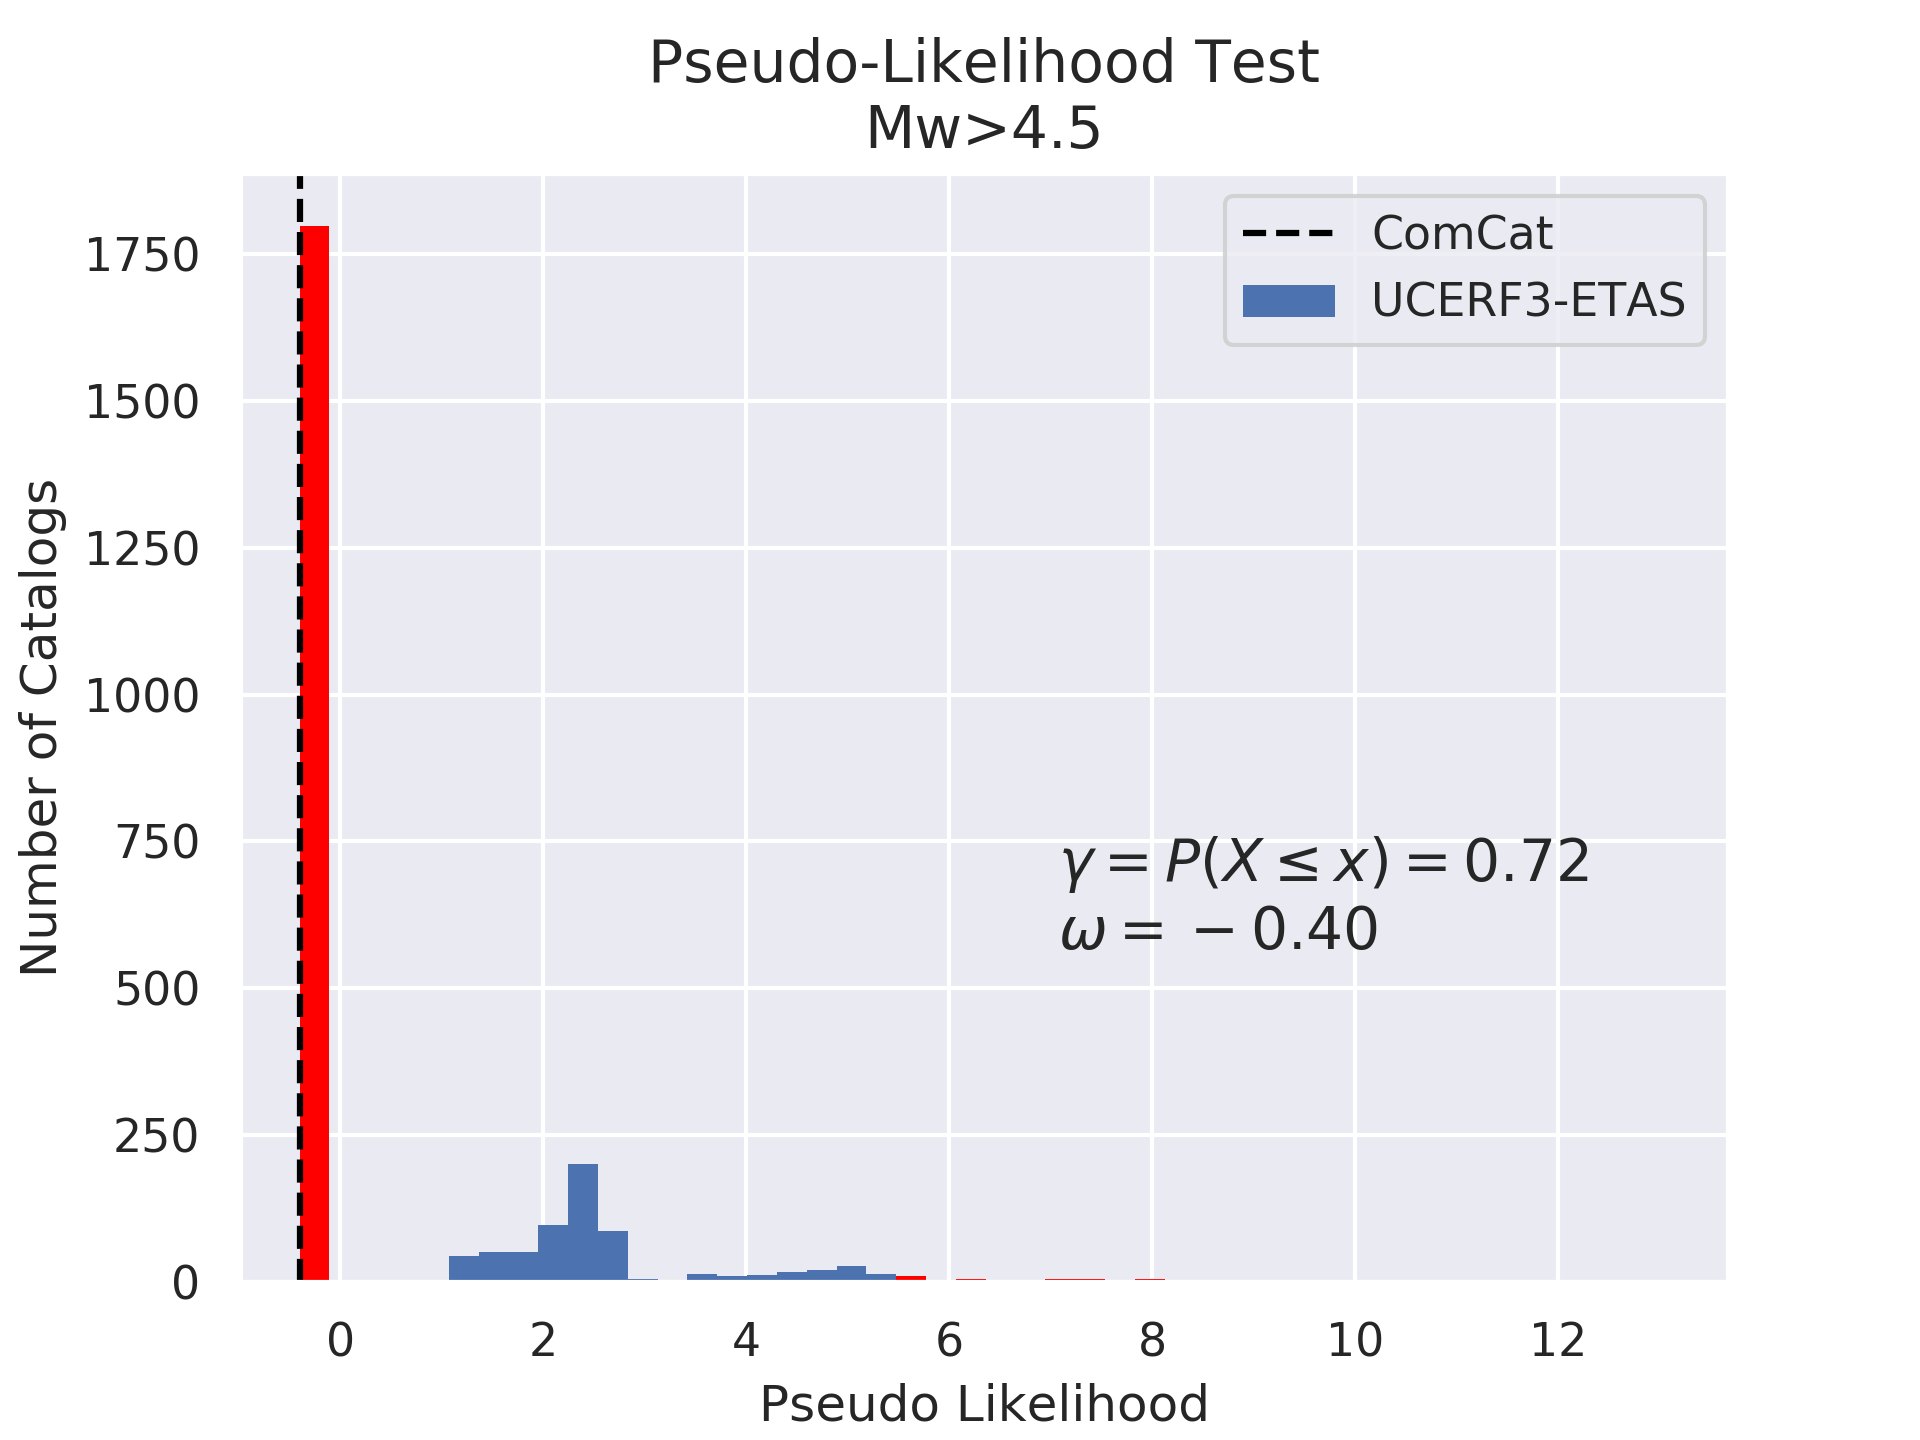 Pseudo-Likelihood Test
Mw>4.5
ComCat
UCERF3-ETAS
1750
1500
1250
1000
750
500
250
0
Number of Catalogs
γ = P(X ≤ x) = 0.72
ω = − 0.40
0 2 4 6 8 10 12
Pseudo Likelihood